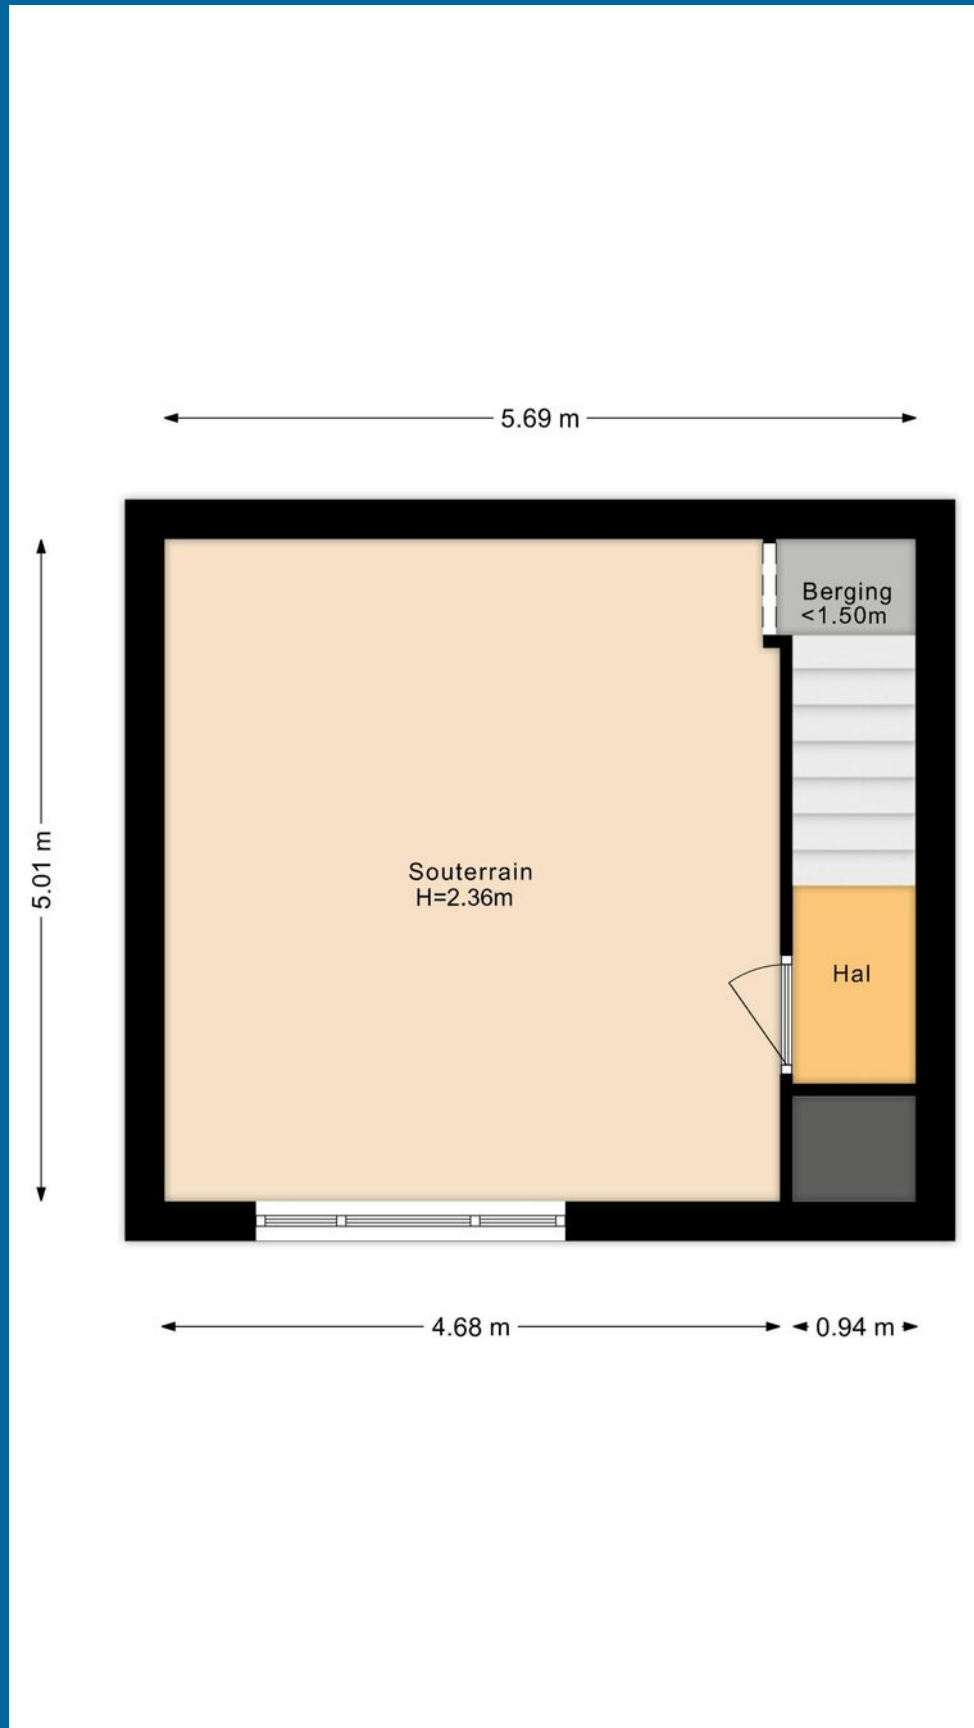 5.69 m
Berging
<1.50m
5.01 m
Souterrain
H=2.36m
Hal
4.68 m
0.94 m